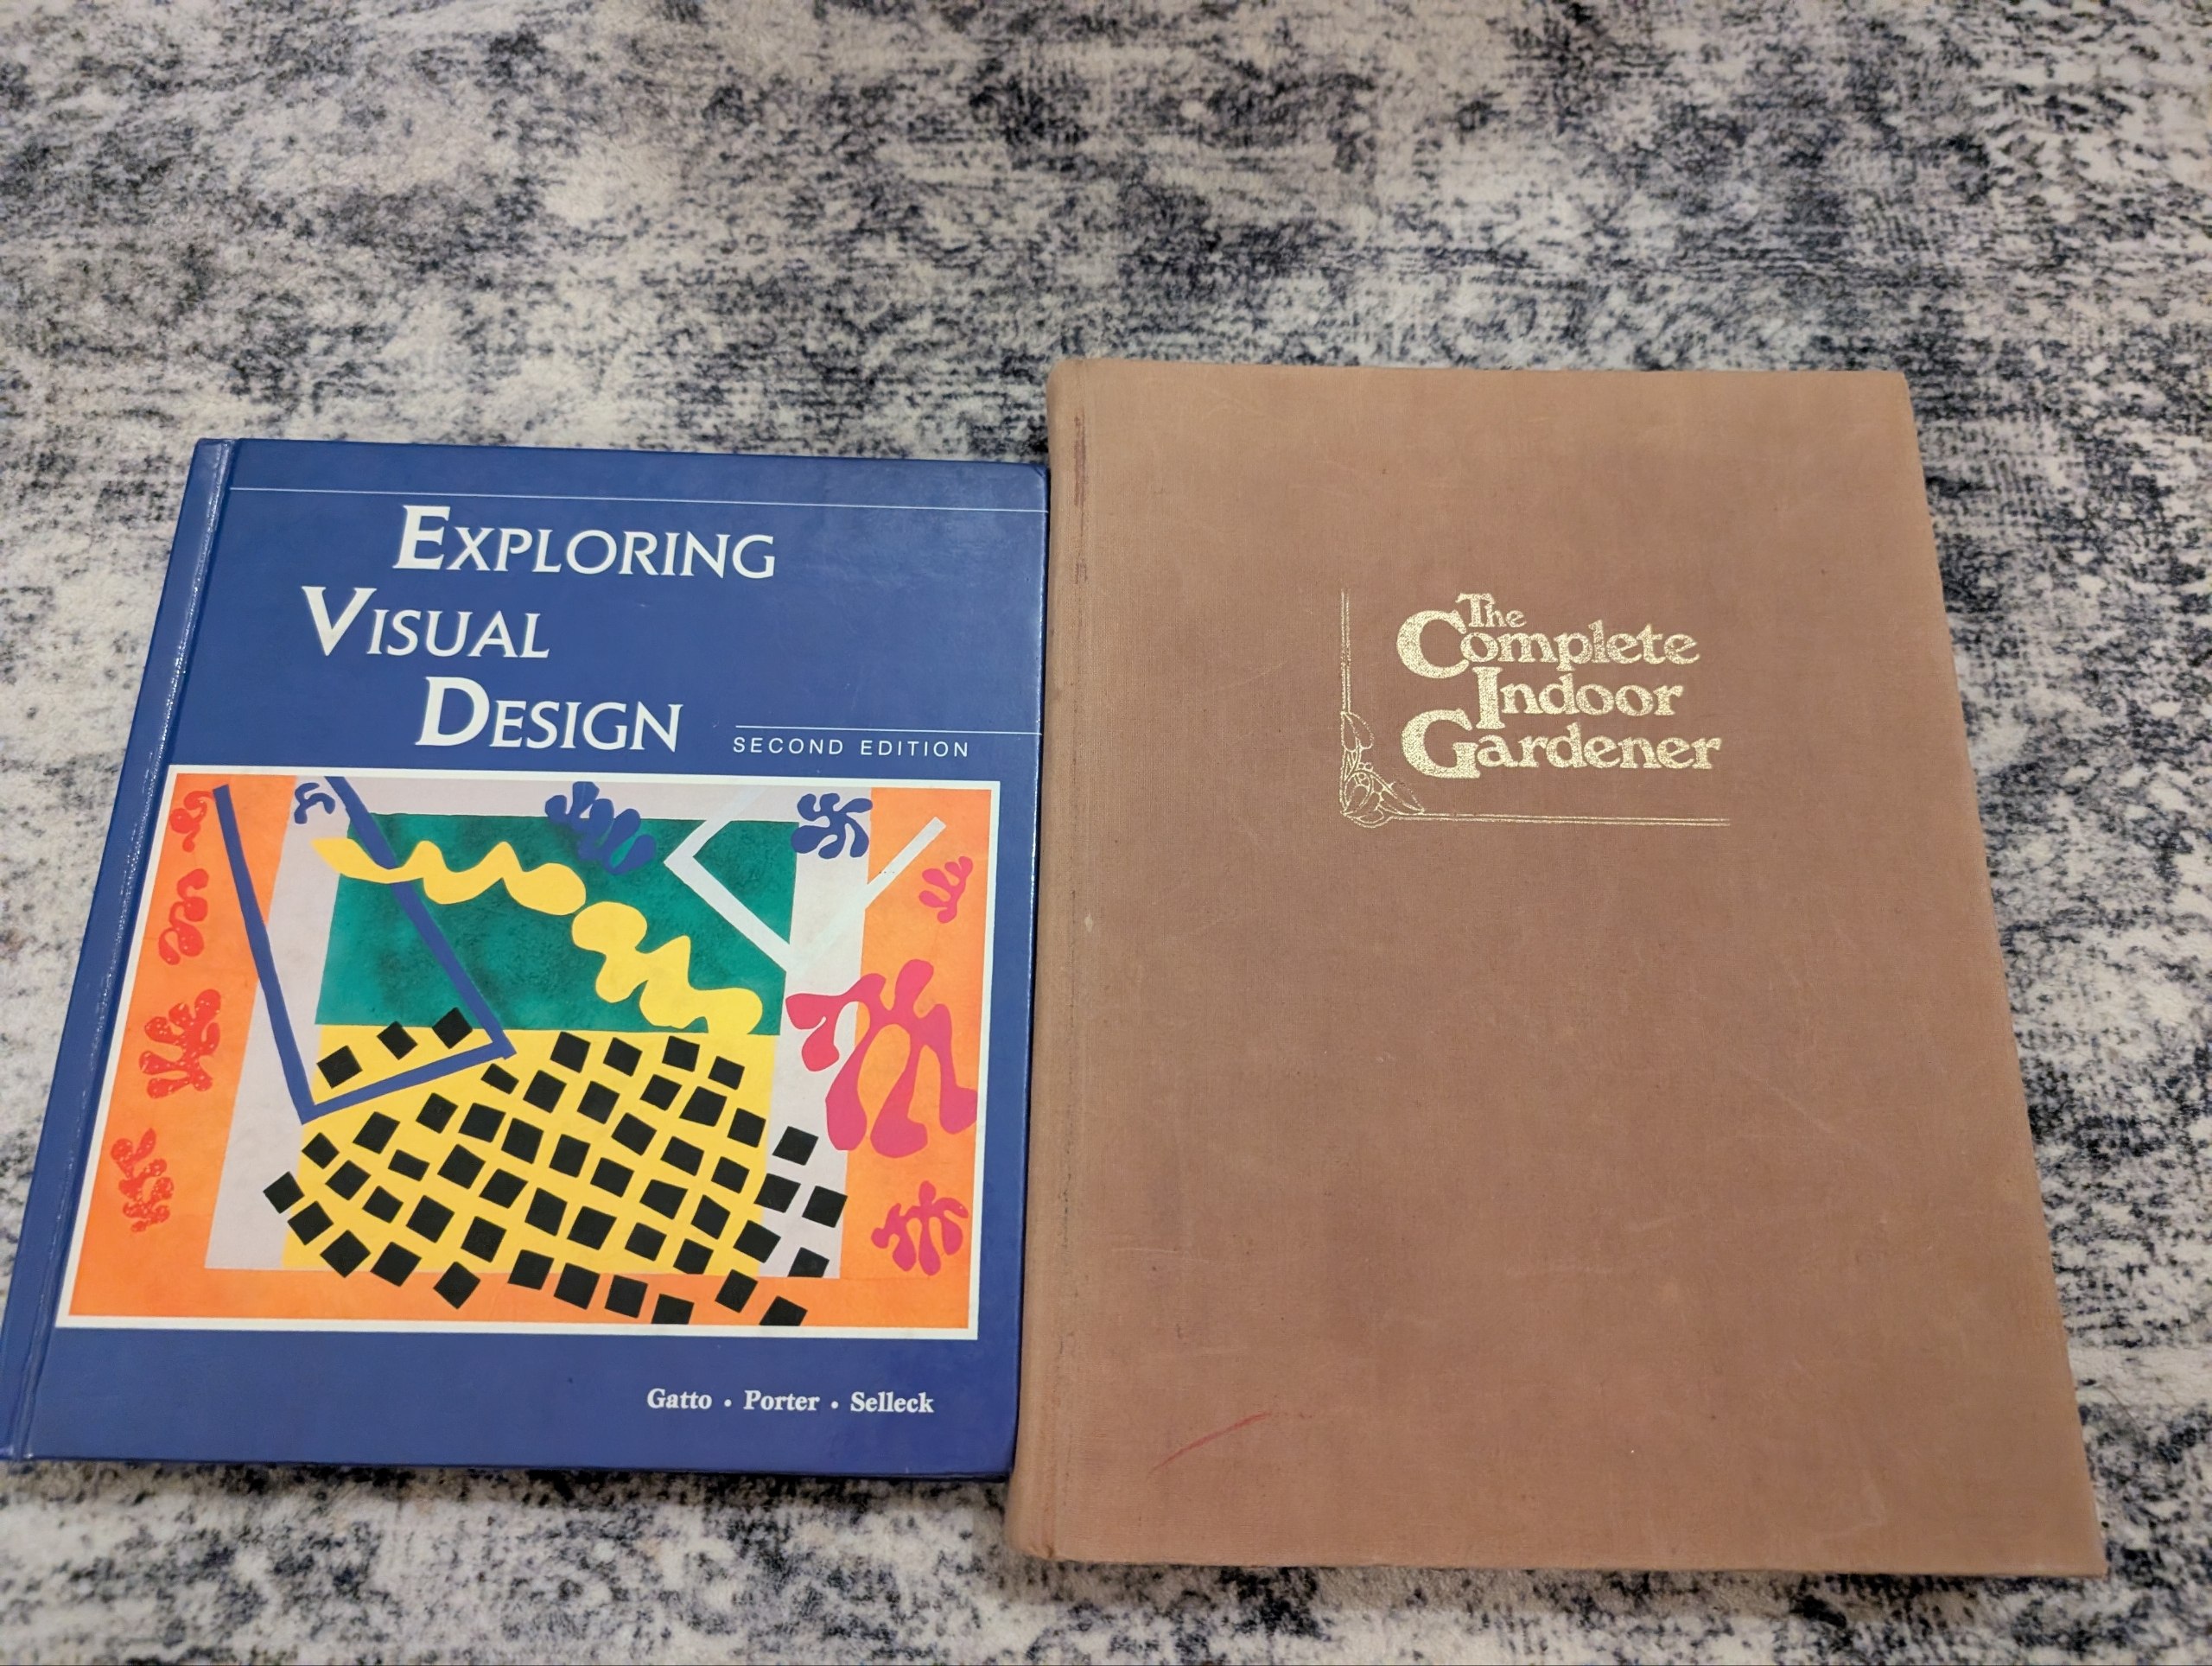 EXPLORING
VISUAL
DESIGN
SECOND EDITION
Gatto • Porter • Selleck
The
Complete
Indoor
Gardener